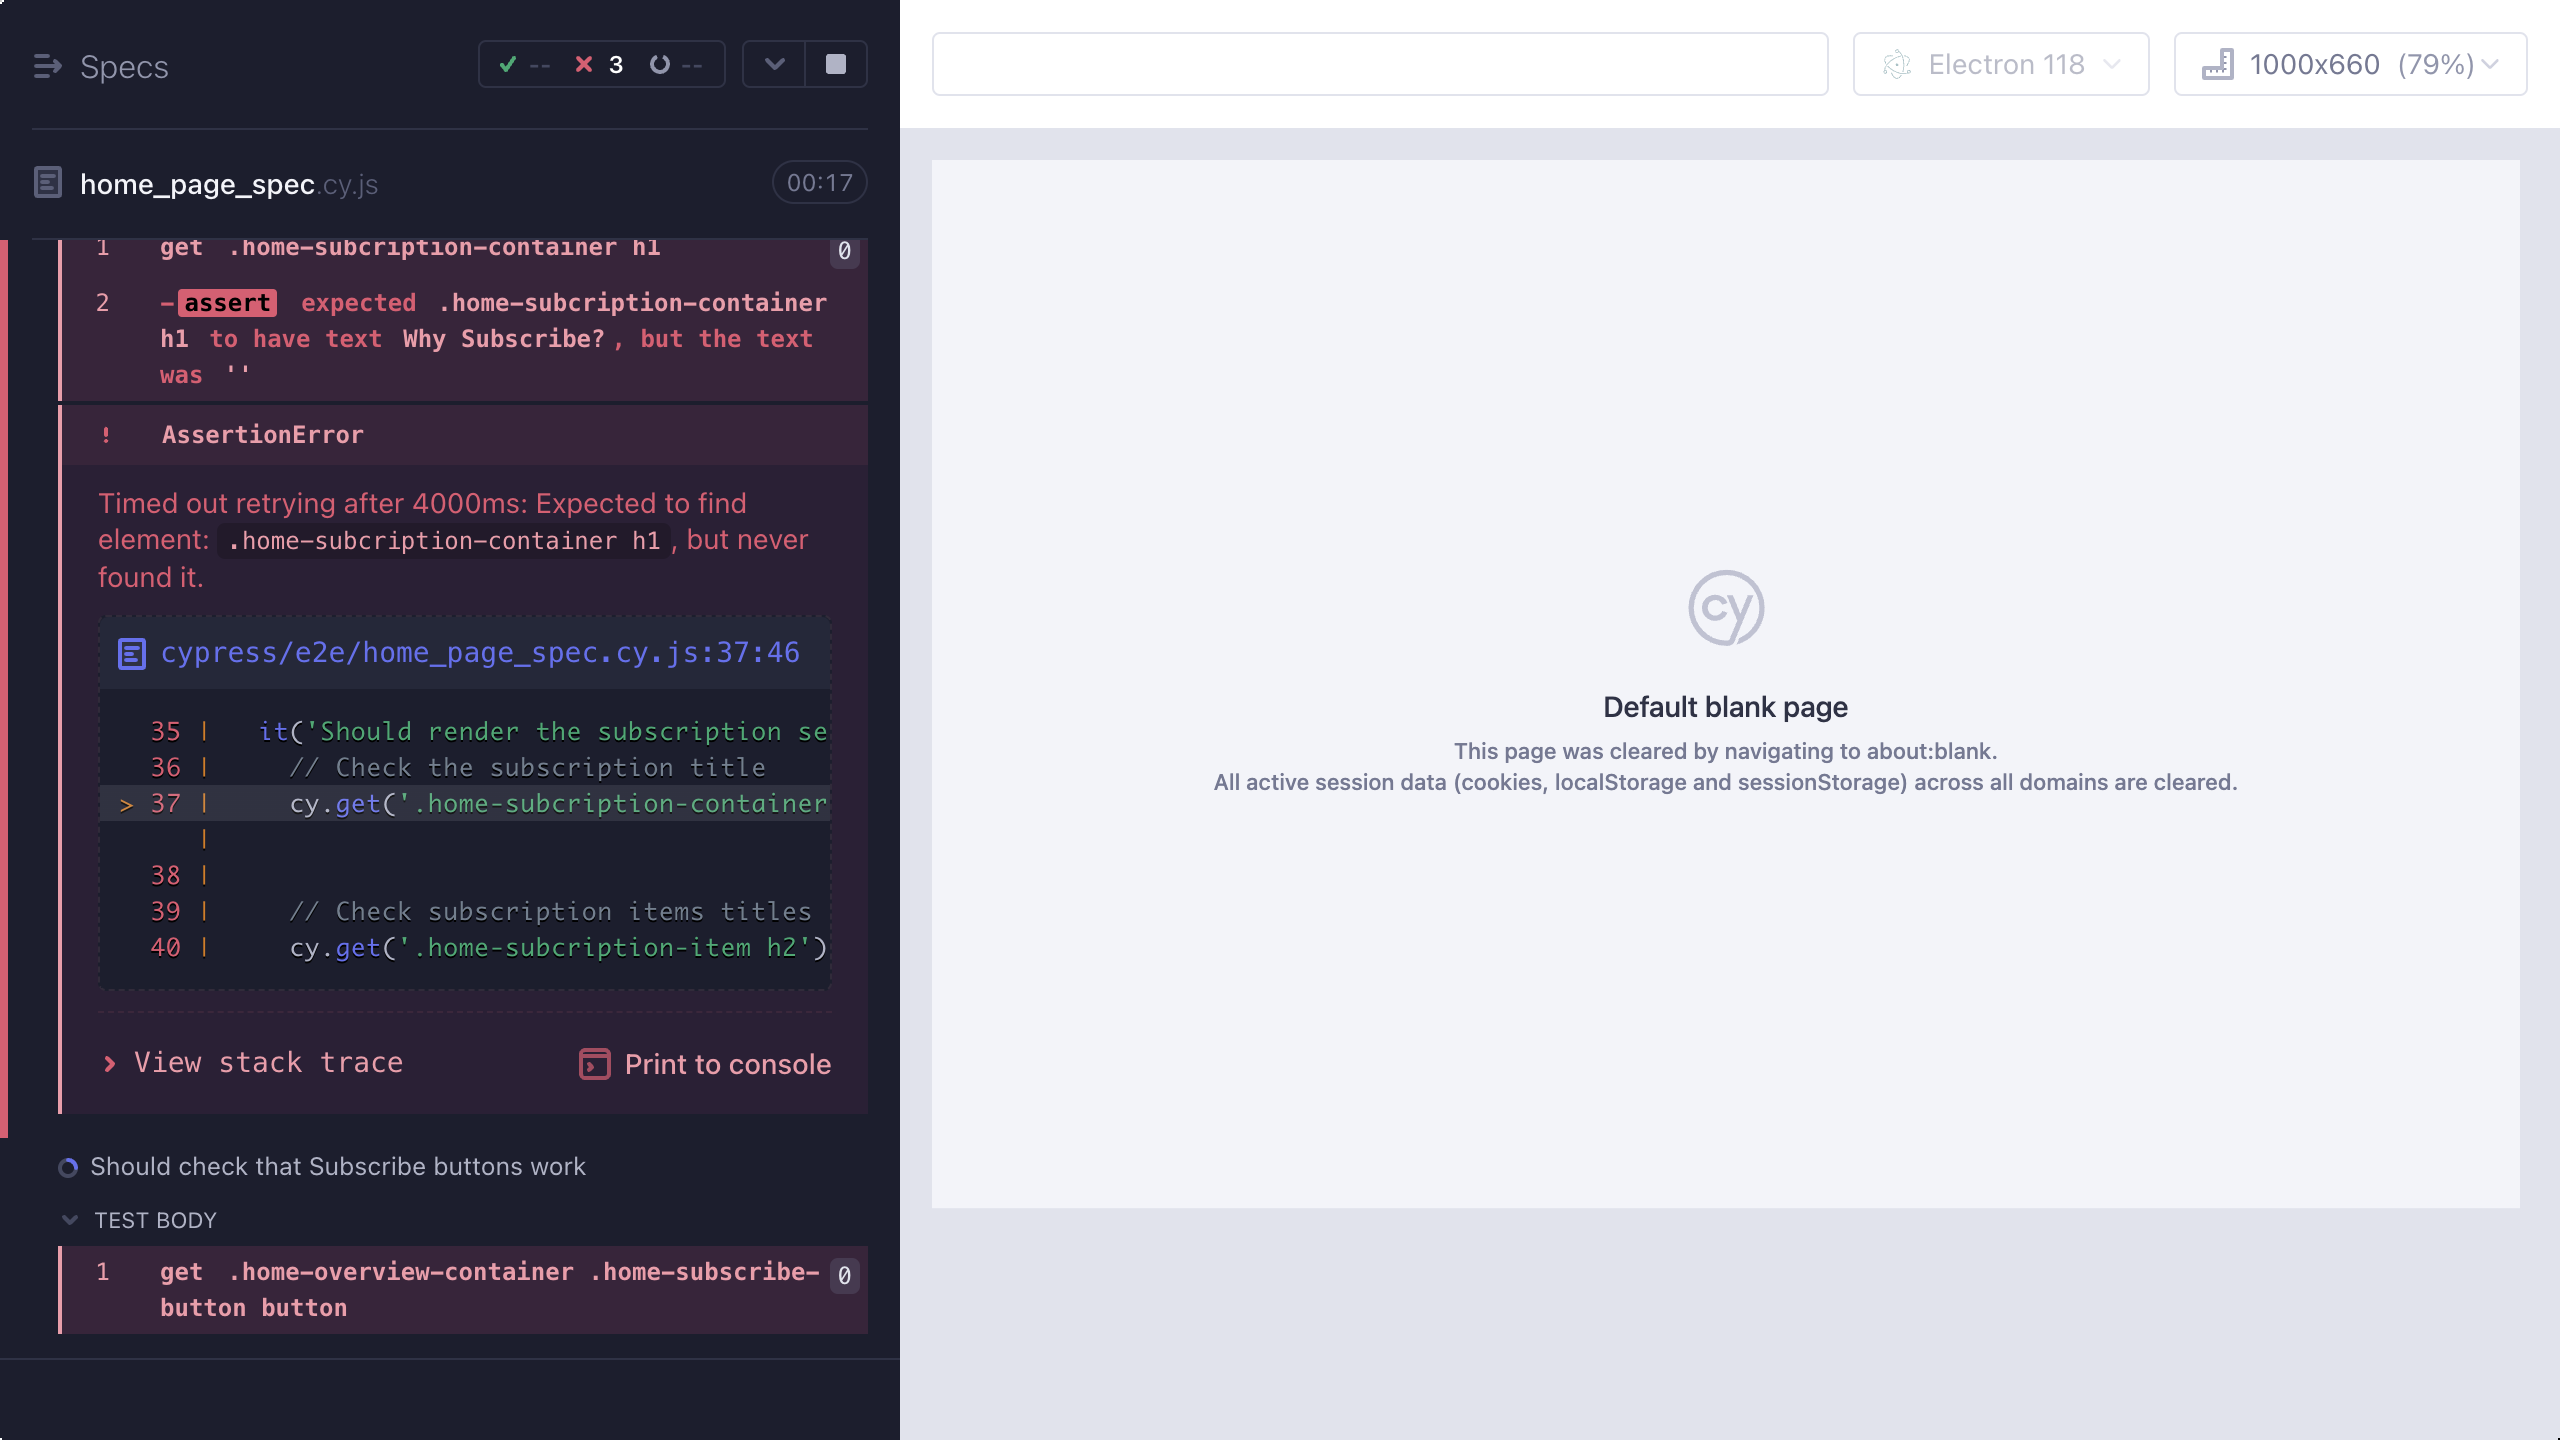 Specs
-- 3 --
home_page_spec.cy.js 00:17
1 get .home-subcription-container h1 0
2 -assert expected .home-subcription-container
h1 to have text Why Subscribe?, but the text
was ''
! AssertionError
Timed out retrying after 4000ms: Expected to find
element: .home-subcription-container h1, but never
found it.
cypress/e2e/home_page_spec.cy.js:37:46
35 | it('Should render the subscription se
36 | // Check the subscription title
> 37 | cy.get('.home-subcription-container
|
38 |
39 | // Check subscription items titles
40 | cy.get('.home-subcription-item h2')
View stack trace Print to console
Should check that Subscribe buttons work
TEST BODY
1 get .home-overview-container .home-subscribe- 0
button button
Electron 118
1000x660 (79%)
cy
Default blank page
This page was cleared by navigating to about:blank.
All active session data (cookies, localStorage and sessionStorage) across all domains are cleared.